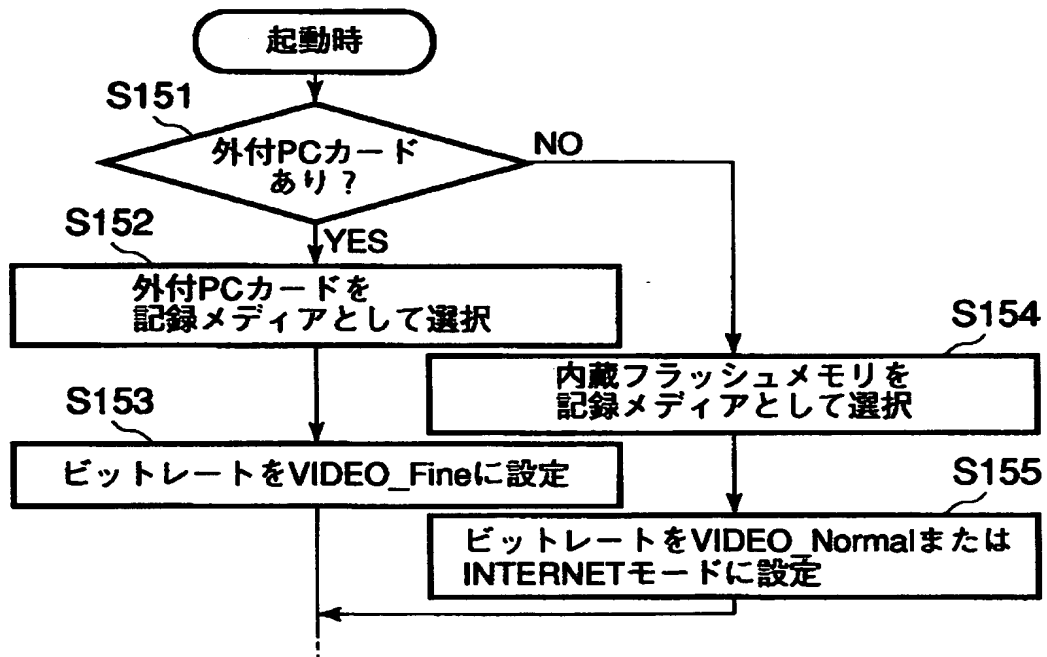 起動時
S151
外付PCカード
あり？
NO
YES
S152
外付PCカードを
記録メディアとして選択
S153
ビットレートをVIDEO_Fineに設定
S154
内蔵フラッシュメモリを
記録メディアとして選択
S155
ビットレートをVIDEO_Normalまたは
INTERNETモードに設定